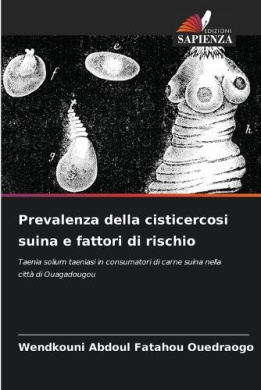 EDIZIONI
SAPIENZA
f
e
g
h
Prevalenza della cisticercosi
suina e fattori di rischio
Taenia solium taeniasi in consumatori di carne suina nella
città di Ouagadougou
Wendkouni Abdoul Fatahou Ouedraogo